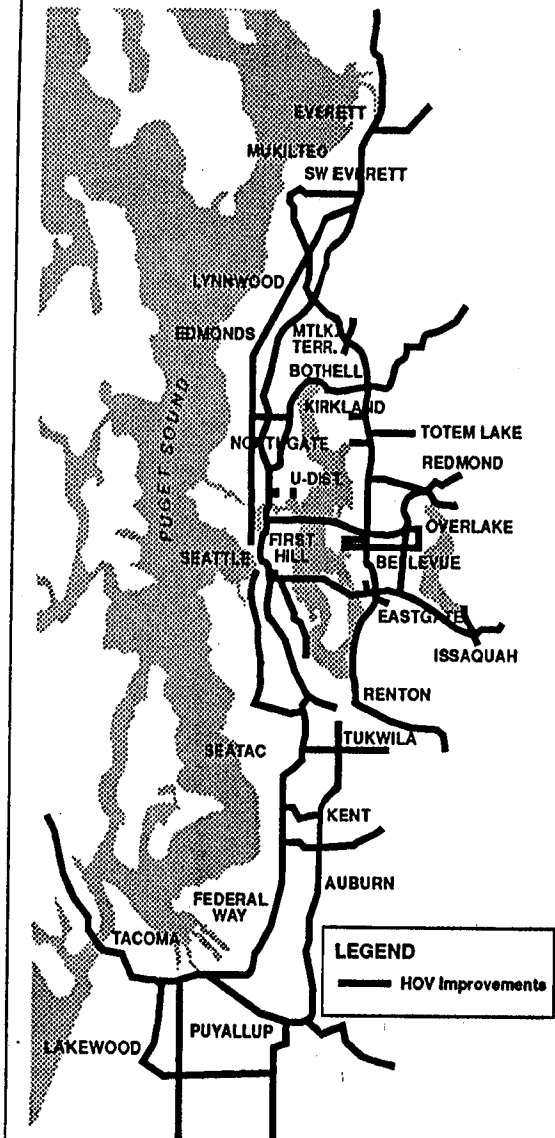 EVERETT
MUKILTEO
SW EVERETT
LYNNWOOD
EDMONDS
MTLK.
TERR.
BOTHELL
KIRKLAND
NORTHGATE
TOTEM LAKE
REDMOND
U-DIST.
PUGET SOUND
OVERLAKE
FIRST
HILL
SEATTLE
BELLEVUE
EASTGATE
ISSAQUAH
RENTON
TUKWILA
SEATAC
KENT
AUBURN
FEDERAL
WAY
TACOMA
LEGEND
HOV Improvements
PUYALLUP
LAKEWOOD